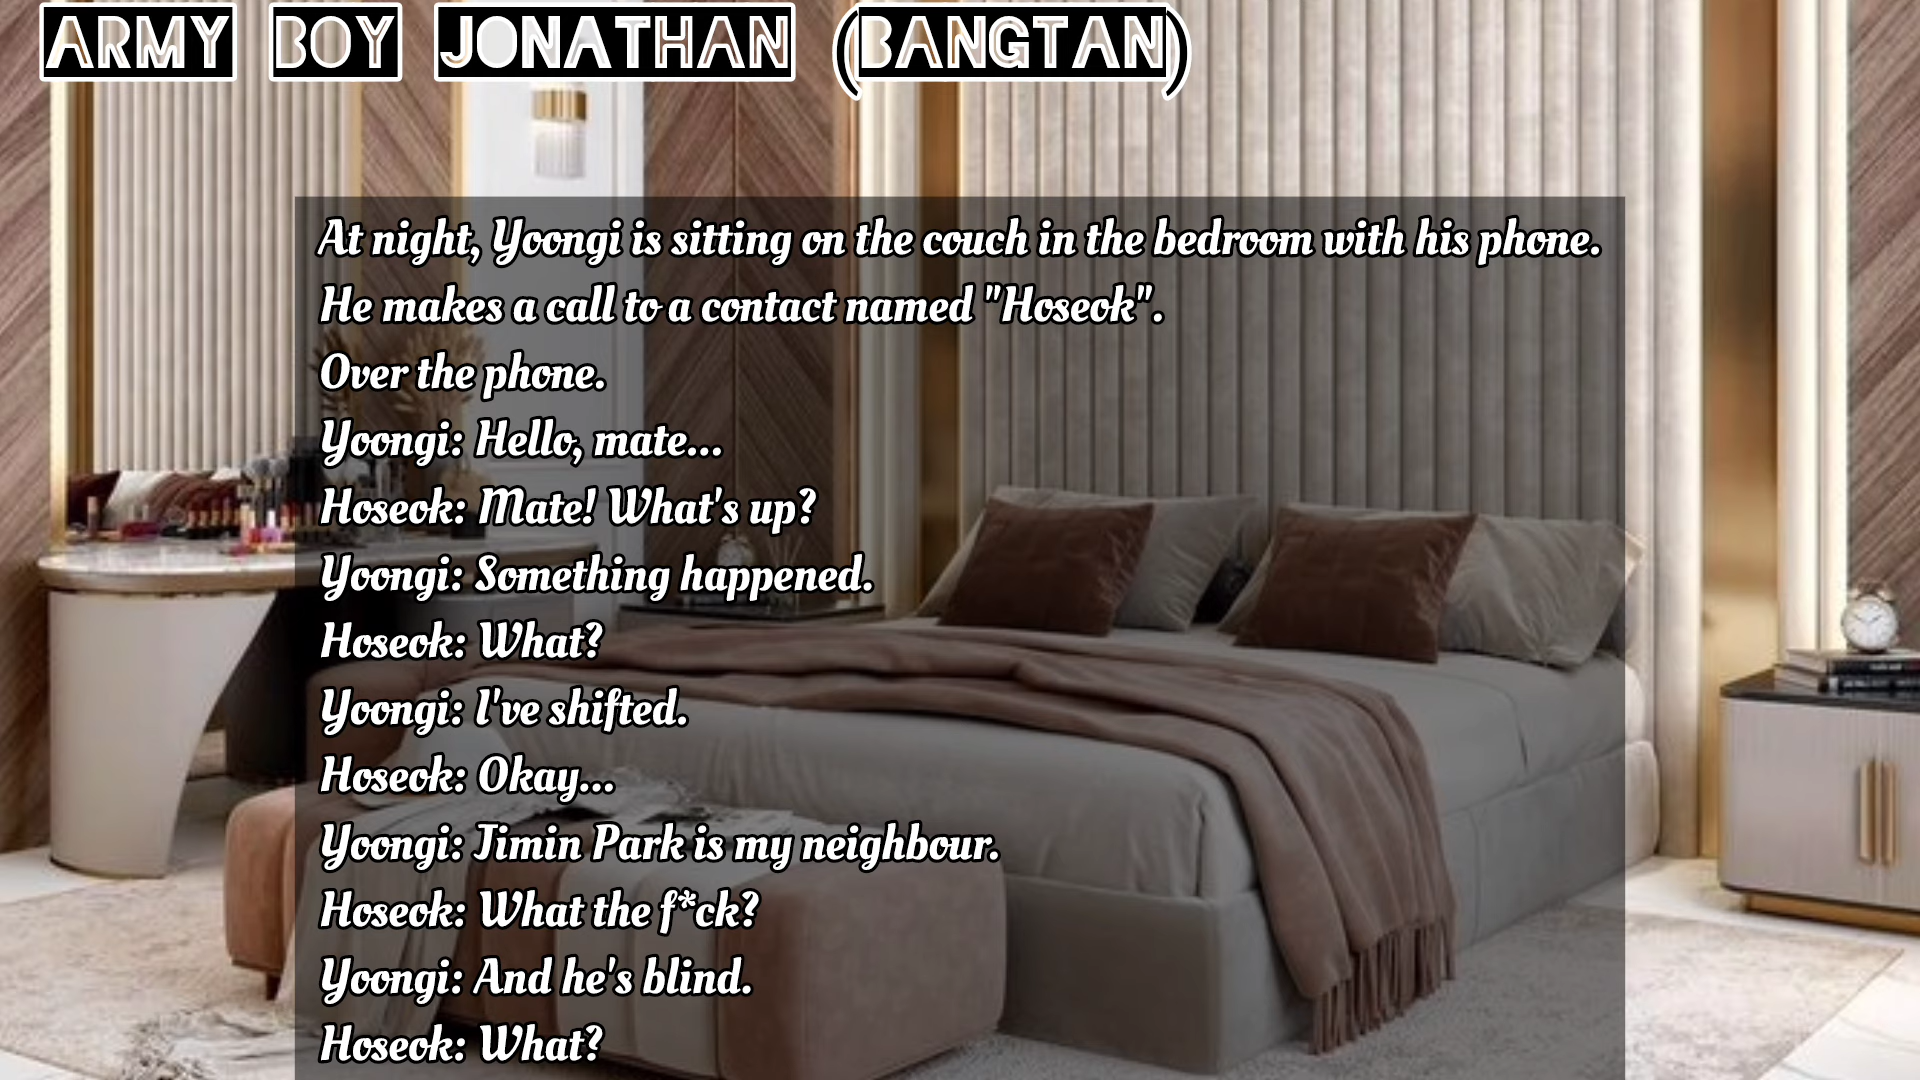 ARMY BOY JONATHAN (BANGTAN)
At night, Yoongi is sitting on the couch in the bedroom with his phone.
He makes a call to a contact named "Hoseok".
Over the phone.
Yoongi: Hello, mate...
Hoseok: Mate! What's up?
Yoongi: Something happened.
Hoseok: What?
Yoongi: I've shifted.
Hoseok: Okay...
Yoongi: Jimin Park is my neighbour.
Hoseok: What the f*ck?
Yoongi: And he's blind.
Hoseok: What?